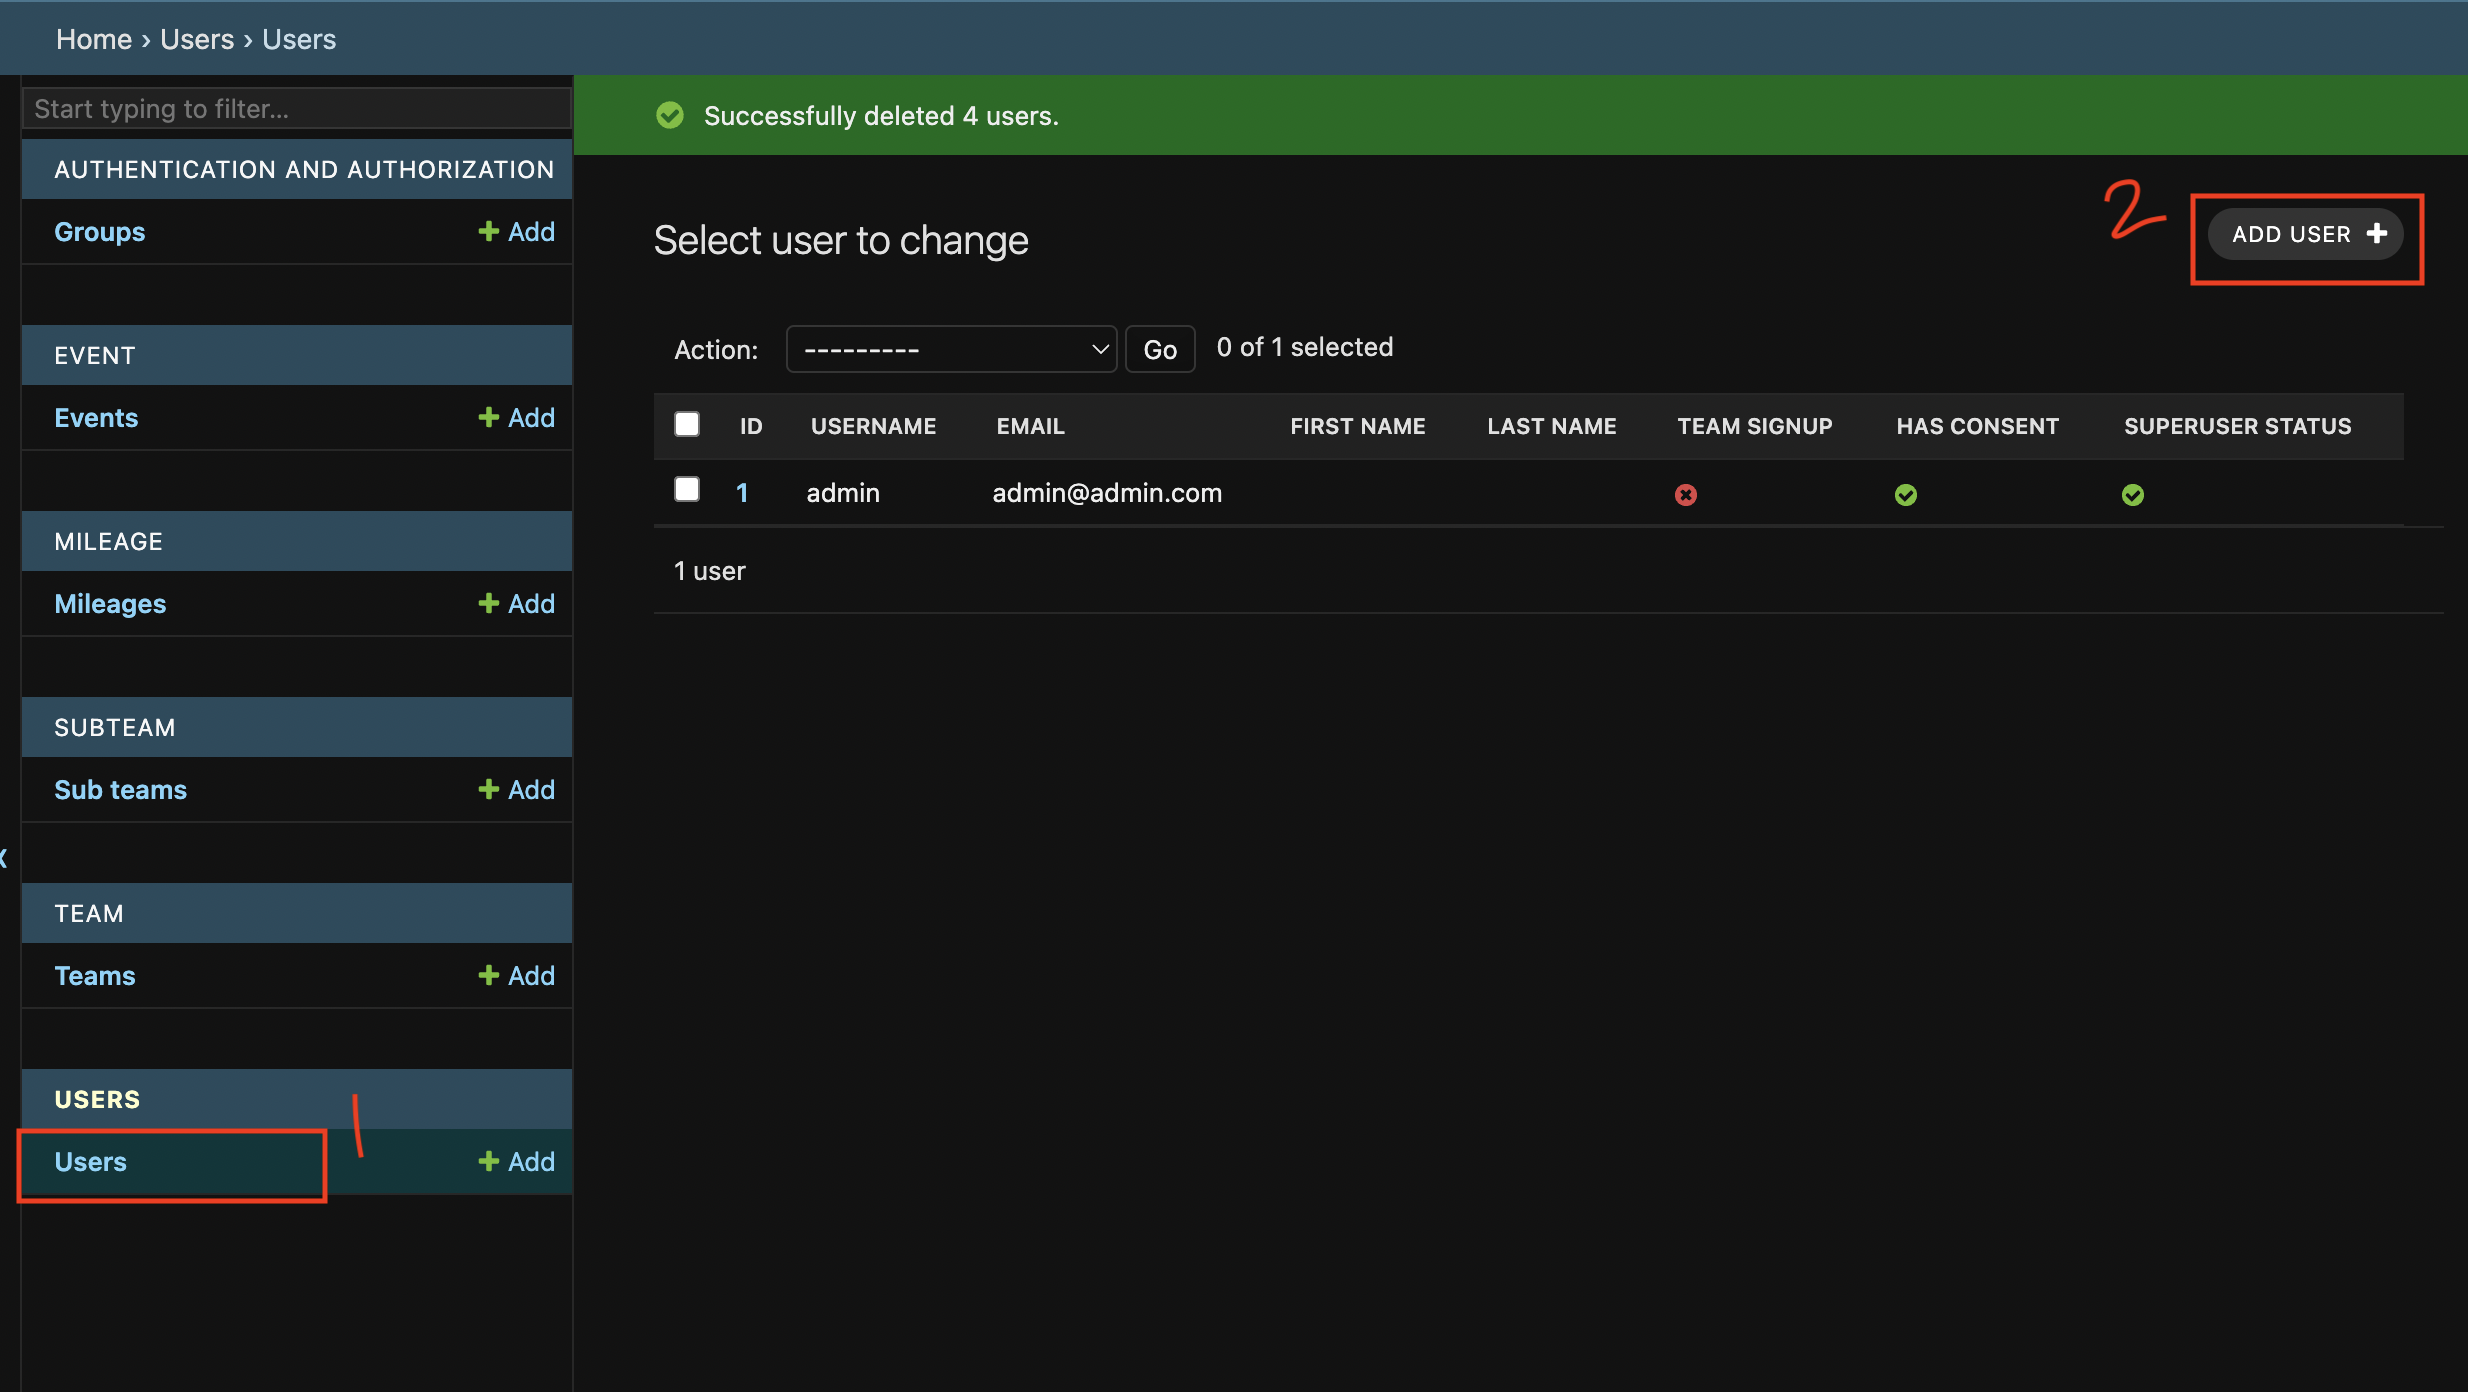 Home › Users › Users
Start typing to filter...
AUTHENTICATION AND AUTHORIZATION
Groups + Add
EVENT
Events + Add
MILEAGE
Mileages + Add
SUBTEAM
Sub teams + Add
TEAM
Teams + Add
USERS
1
Users + Add
Successfully deleted 4 users.
2
Select user to change
ADD USER +
Action: --------- Go 0 of 1 selected
ID USERNAME EMAIL FIRST NAME LAST NAME TEAM SIGNUP HAS CONSENT SUPERUSER STATUS
1 admin admin@admin.com
1 user